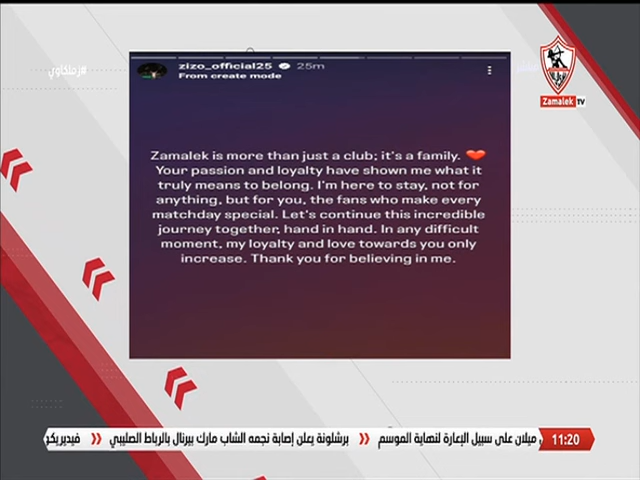 #زملكاوي
Zamalek TV
zizo_official25 25m
From create mode
Zamalek is more than just a club; it's a family. ❤️
Your passion and loyalty have shown me what it
truly means to belong. I'm here to stay, not for
anything, but for you, the fans who make every
matchday special. Let's continue this incredible
journey together, hand in hand. In any difficult
moment, my loyalty and love towards you only
increase. Thank you for believing in me.
11:20 ميلان على سبيل الإعارة لنهاية الموسم » برشلونة يعلن إصابة نجمه الشاب مارك بيرنال بالرباط الصليبي » فيديريكو